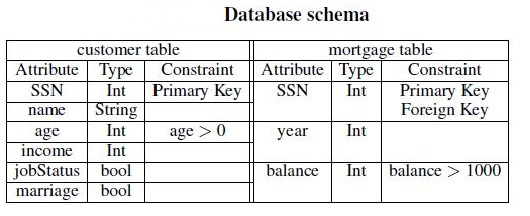 Database schema
customer table mortgage table
Attribute Type Constraint Attribute Type Constraint
SSN Int Primary Key SSN Int Primary Key
name String Foreign Key
age Int age > 0 year Int
income Int
jobStatus bool balance Int balance > 1000
marriage bool